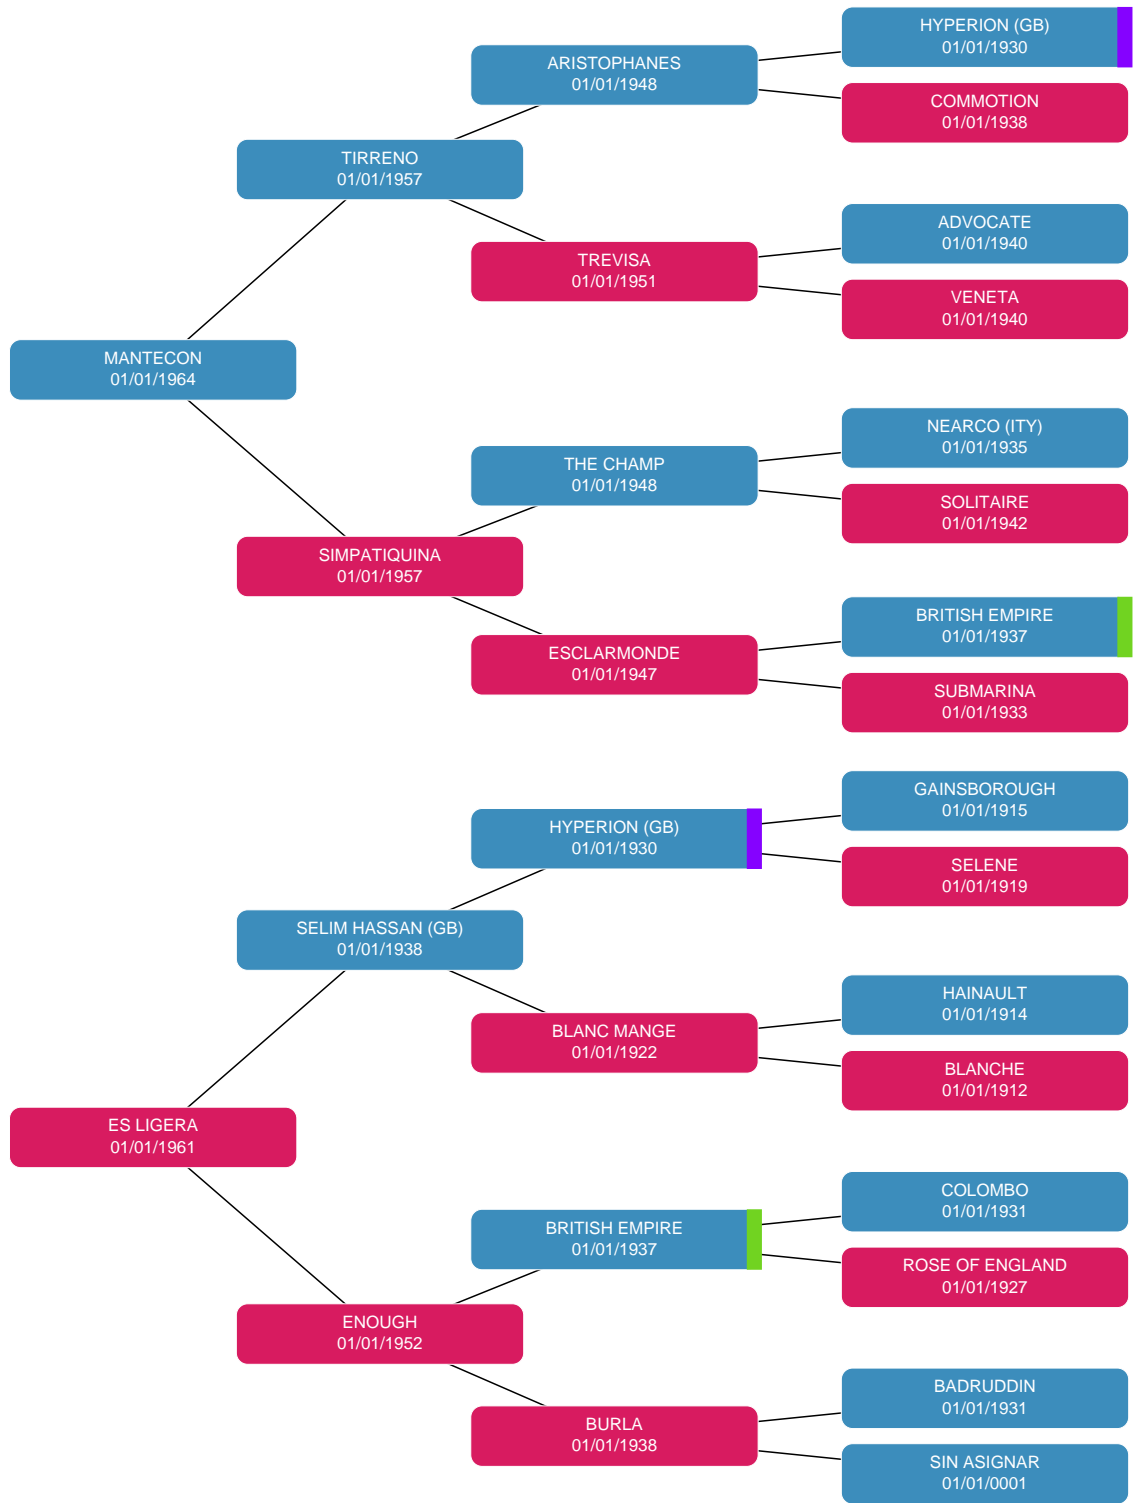 HYPERION (GB)
01/01/1930
ARISTOPHANES
01/01/1948
COMMOTION
01/01/1938
TIRRENO
01/01/1957
ADVOCATE
01/01/1940
TREVISA
01/01/1951
VENETA
01/01/1940
MANTECON
01/01/1964
NEARCO (ITY)
01/01/1935
THE CHAMP
01/01/1948
SOLITAIRE
01/01/1942
SIMPATIQUINA
01/01/1957
BRITISH EMPIRE
01/01/1937
ESCLARMONDE
01/01/1947
SUBMARINA
01/01/1933
GAINSBOROUGH
01/01/1915
HYPERION (GB)
01/01/1930
SELENE
01/01/1919
SELIM HASSAN (GB)
01/01/1938
HAINAULT
01/01/1914
BLANC MANGE
01/01/1922
BLANCHE
01/01/1912
ES LIGERA
01/01/1961
COLOMBO
01/01/1931
BRITISH EMPIRE
01/01/1937
ROSE OF ENGLAND
01/01/1927
ENOUGH
01/01/1952
BADRUDDIN
01/01/1931
BURLA
01/01/1938
SIN ASIGNAR
01/01/0001